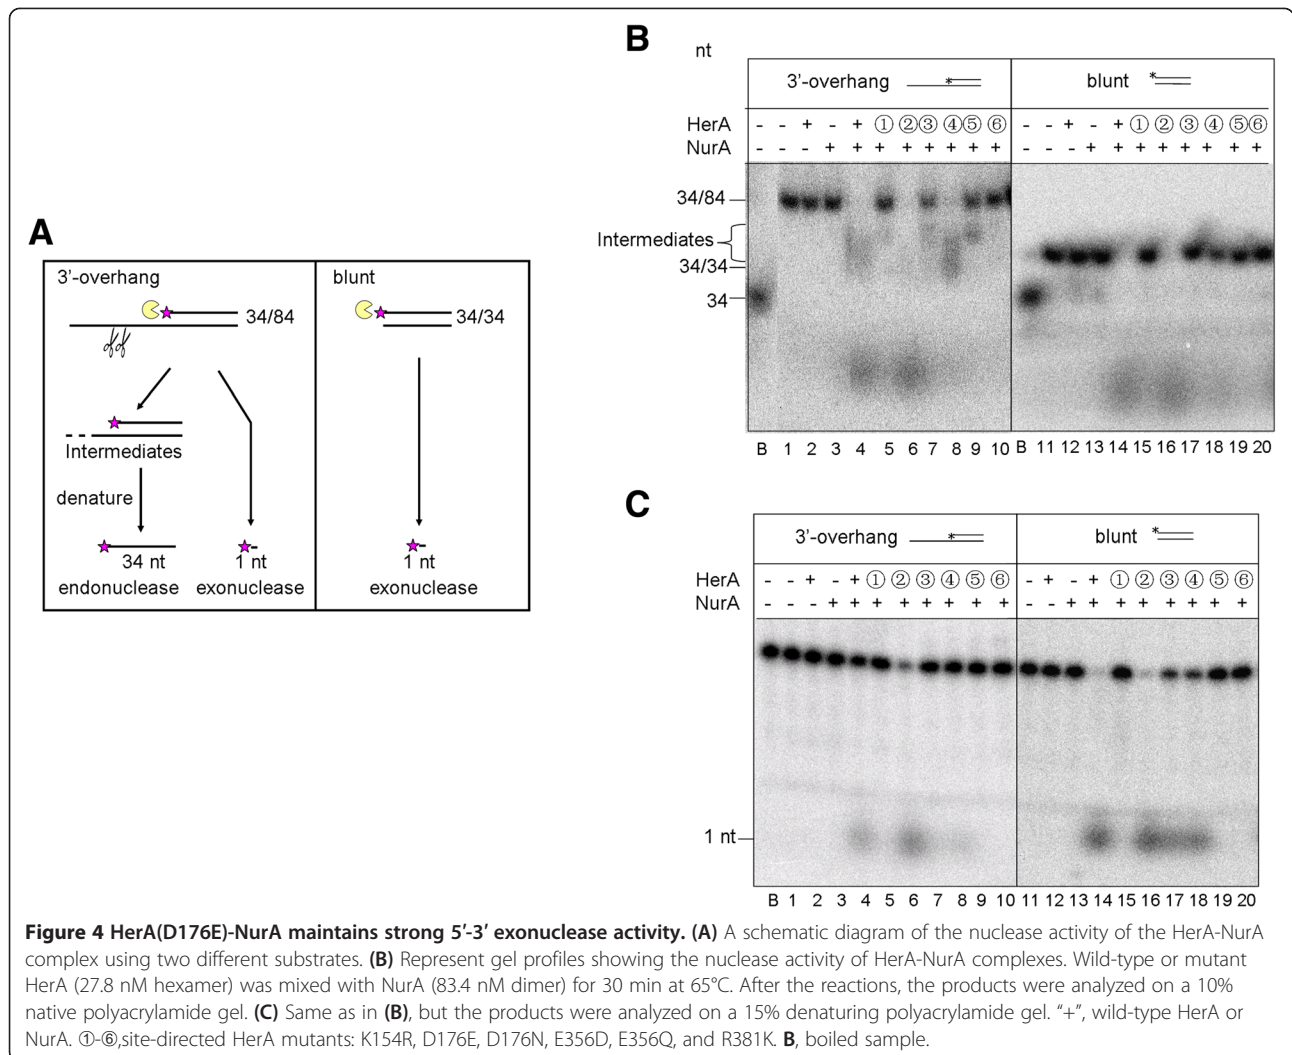 A
3'-overhang
blunt
34/84
34/34
Intermediates
denature
34 nt
1 nt
1 nt
endonuclease exonuclease
exonuclease
B
nt
3'-overhang
*
blunt
*
HerA - - + - + ① ② ③ ④ ⑤ ⑥ - - + - + ① ② ③ ④ ⑤ ⑥
NurA - - - + + + + + + + + - - - + + + + + + + +
34/84
Intermediates
34/34
34
B 1 2 3 4 5 6 7 8 9 10 B 11 12 13 14 15 16 17 18 19 20
C
3'-overhang
*
blunt
*
HerA - - + - + ① ② ③ ④ ⑤ ⑥ - + - + ① ② ③ ④ ⑤ ⑥
NurA - - - + + + + + + + + - - + + + + + + + +
1 nt
B 1 2 3 4 5 6 7 8 9 10 11 12 13 14 15 16 17 18 19 20
Figure 4 HerA(D176E)-NurA maintains strong 5′-3′ exonuclease activity. (A) A schematic diagram of the nuclease activity of the HerA-NurA
complex using two different substrates. (B) Represent gel profiles showing the nuclease activity of HerA-NurA complexes. Wild-type or mutant
HerA (27.8 nM hexamer) was mixed with NurA (83.4 nM dimer) for 30 min at 65°C. After the reactions, the products were analyzed on a 10%
native polyacrylamide gel. (C) Same as in (B), but the products were analyzed on a 15% denaturing polyacrylamide gel. “+”, wild-type HerA or
NurA. ①-⑥,site-directed HerA mutants: K154R, D176E, D176N, E356D, E356Q, and R381K. B, boiled sample.